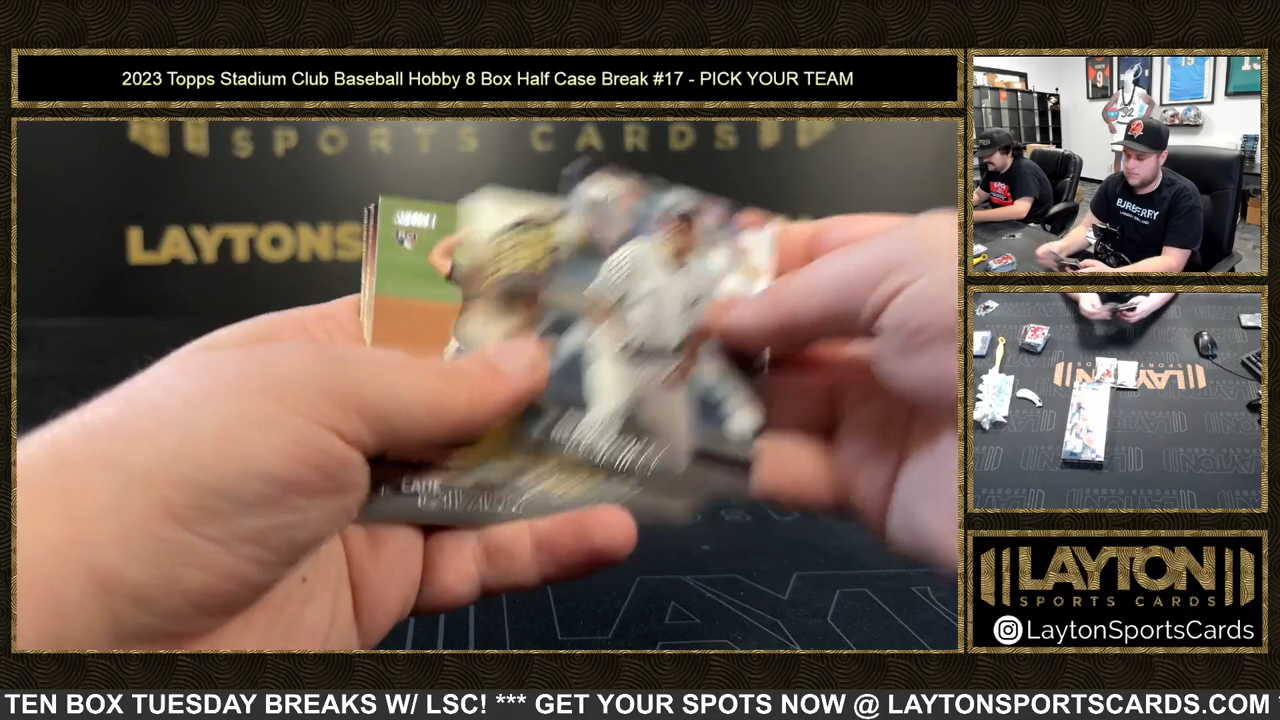 2023 Topps Stadium Club Baseball Hobby 8 Box Half Case Break #17 - PICK YOUR TEAM
SPORTS CARDS
LAYTONS
BURBERRY
LAYTON
SPORTS CARDS
LaytonSportsCards
TEN BOX TUESDAY BREAKS W/ LSC! *** GET YOUR SPOTS NOW @ LAYTONSPORTSCARDS.COM